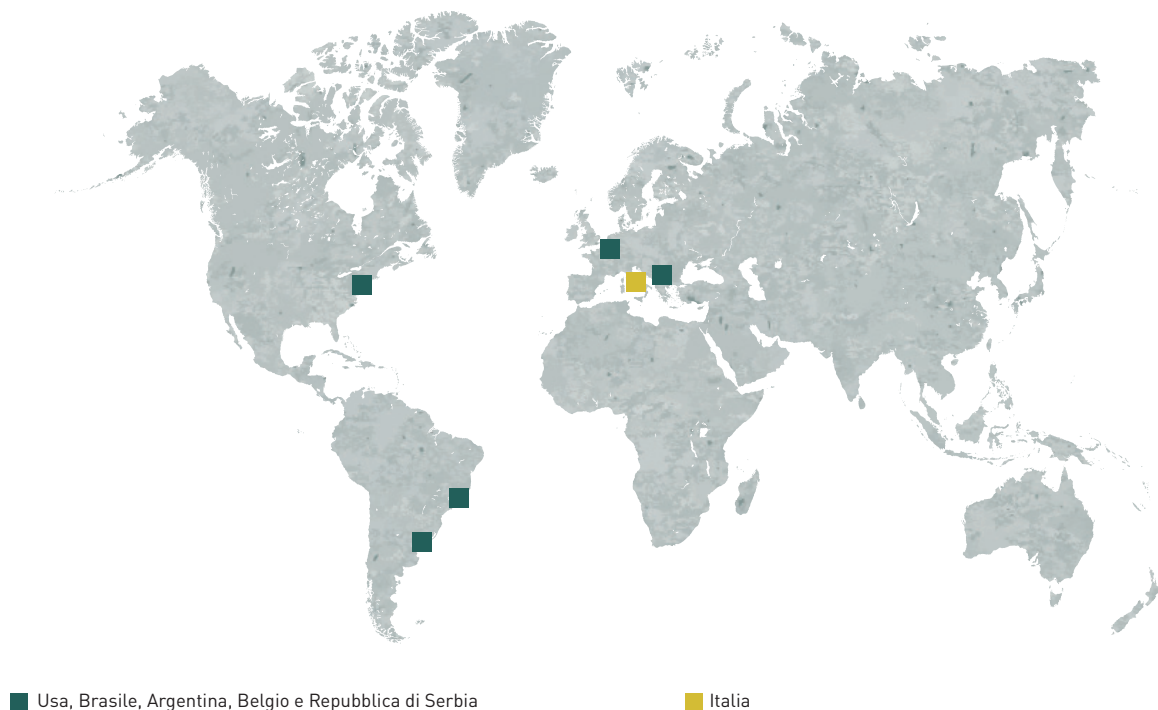 Usa, Brasile, Argentina, Belgio e Repubblica di Serbia
Italia